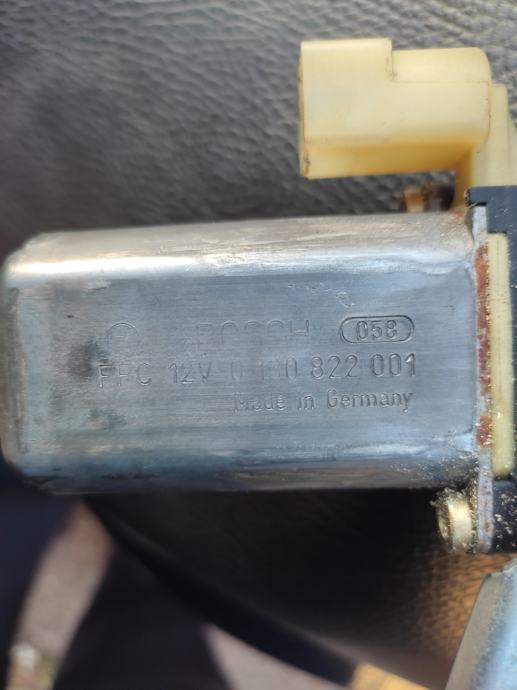 BOSCH 058
FPC 12V 0 130 822 001
Made in Germany